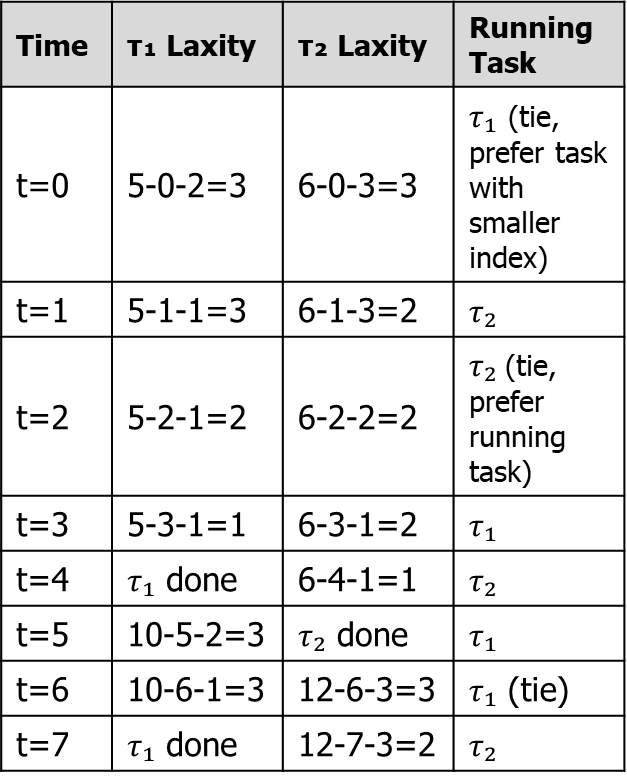 Time τ₁ Laxity τ₂ Laxity Running
Task
t=0 5-0-2=3 6-0-3=3 𝜏₁ (tie,
prefer task
with
smaller
index)
t=1 5-1-1=3 6-1-3=2 𝜏₂
t=2 5-2-1=2 6-2-2=2 𝜏₂ (tie,
prefer
running
task)
t=3 5-3-1=1 6-3-1=2 𝜏₁
t=4 𝜏₁ done 6-4-1=1 𝜏₂
t=5 10-5-2=3 𝜏₂ done 𝜏₁
t=6 10-6-1=3 12-6-3=3 𝜏₁ (tie)
t=7 𝜏₁ done 12-7-3=2 𝜏₂